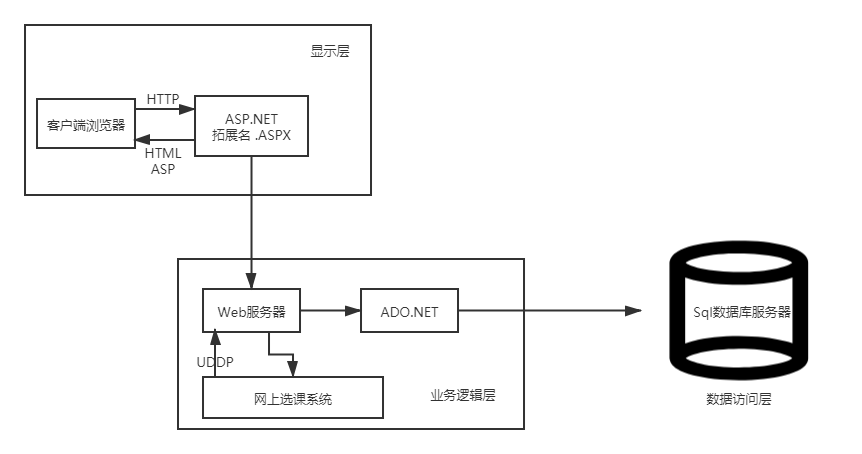 显示层
HTTP
客户端浏览器
ASP.NET
拓展名 .ASPX
HTML
ASP
Web服务器
ADO.NET
Sql数据库服务器
UDDP
网上选课系统
业务逻辑层
数据访问层